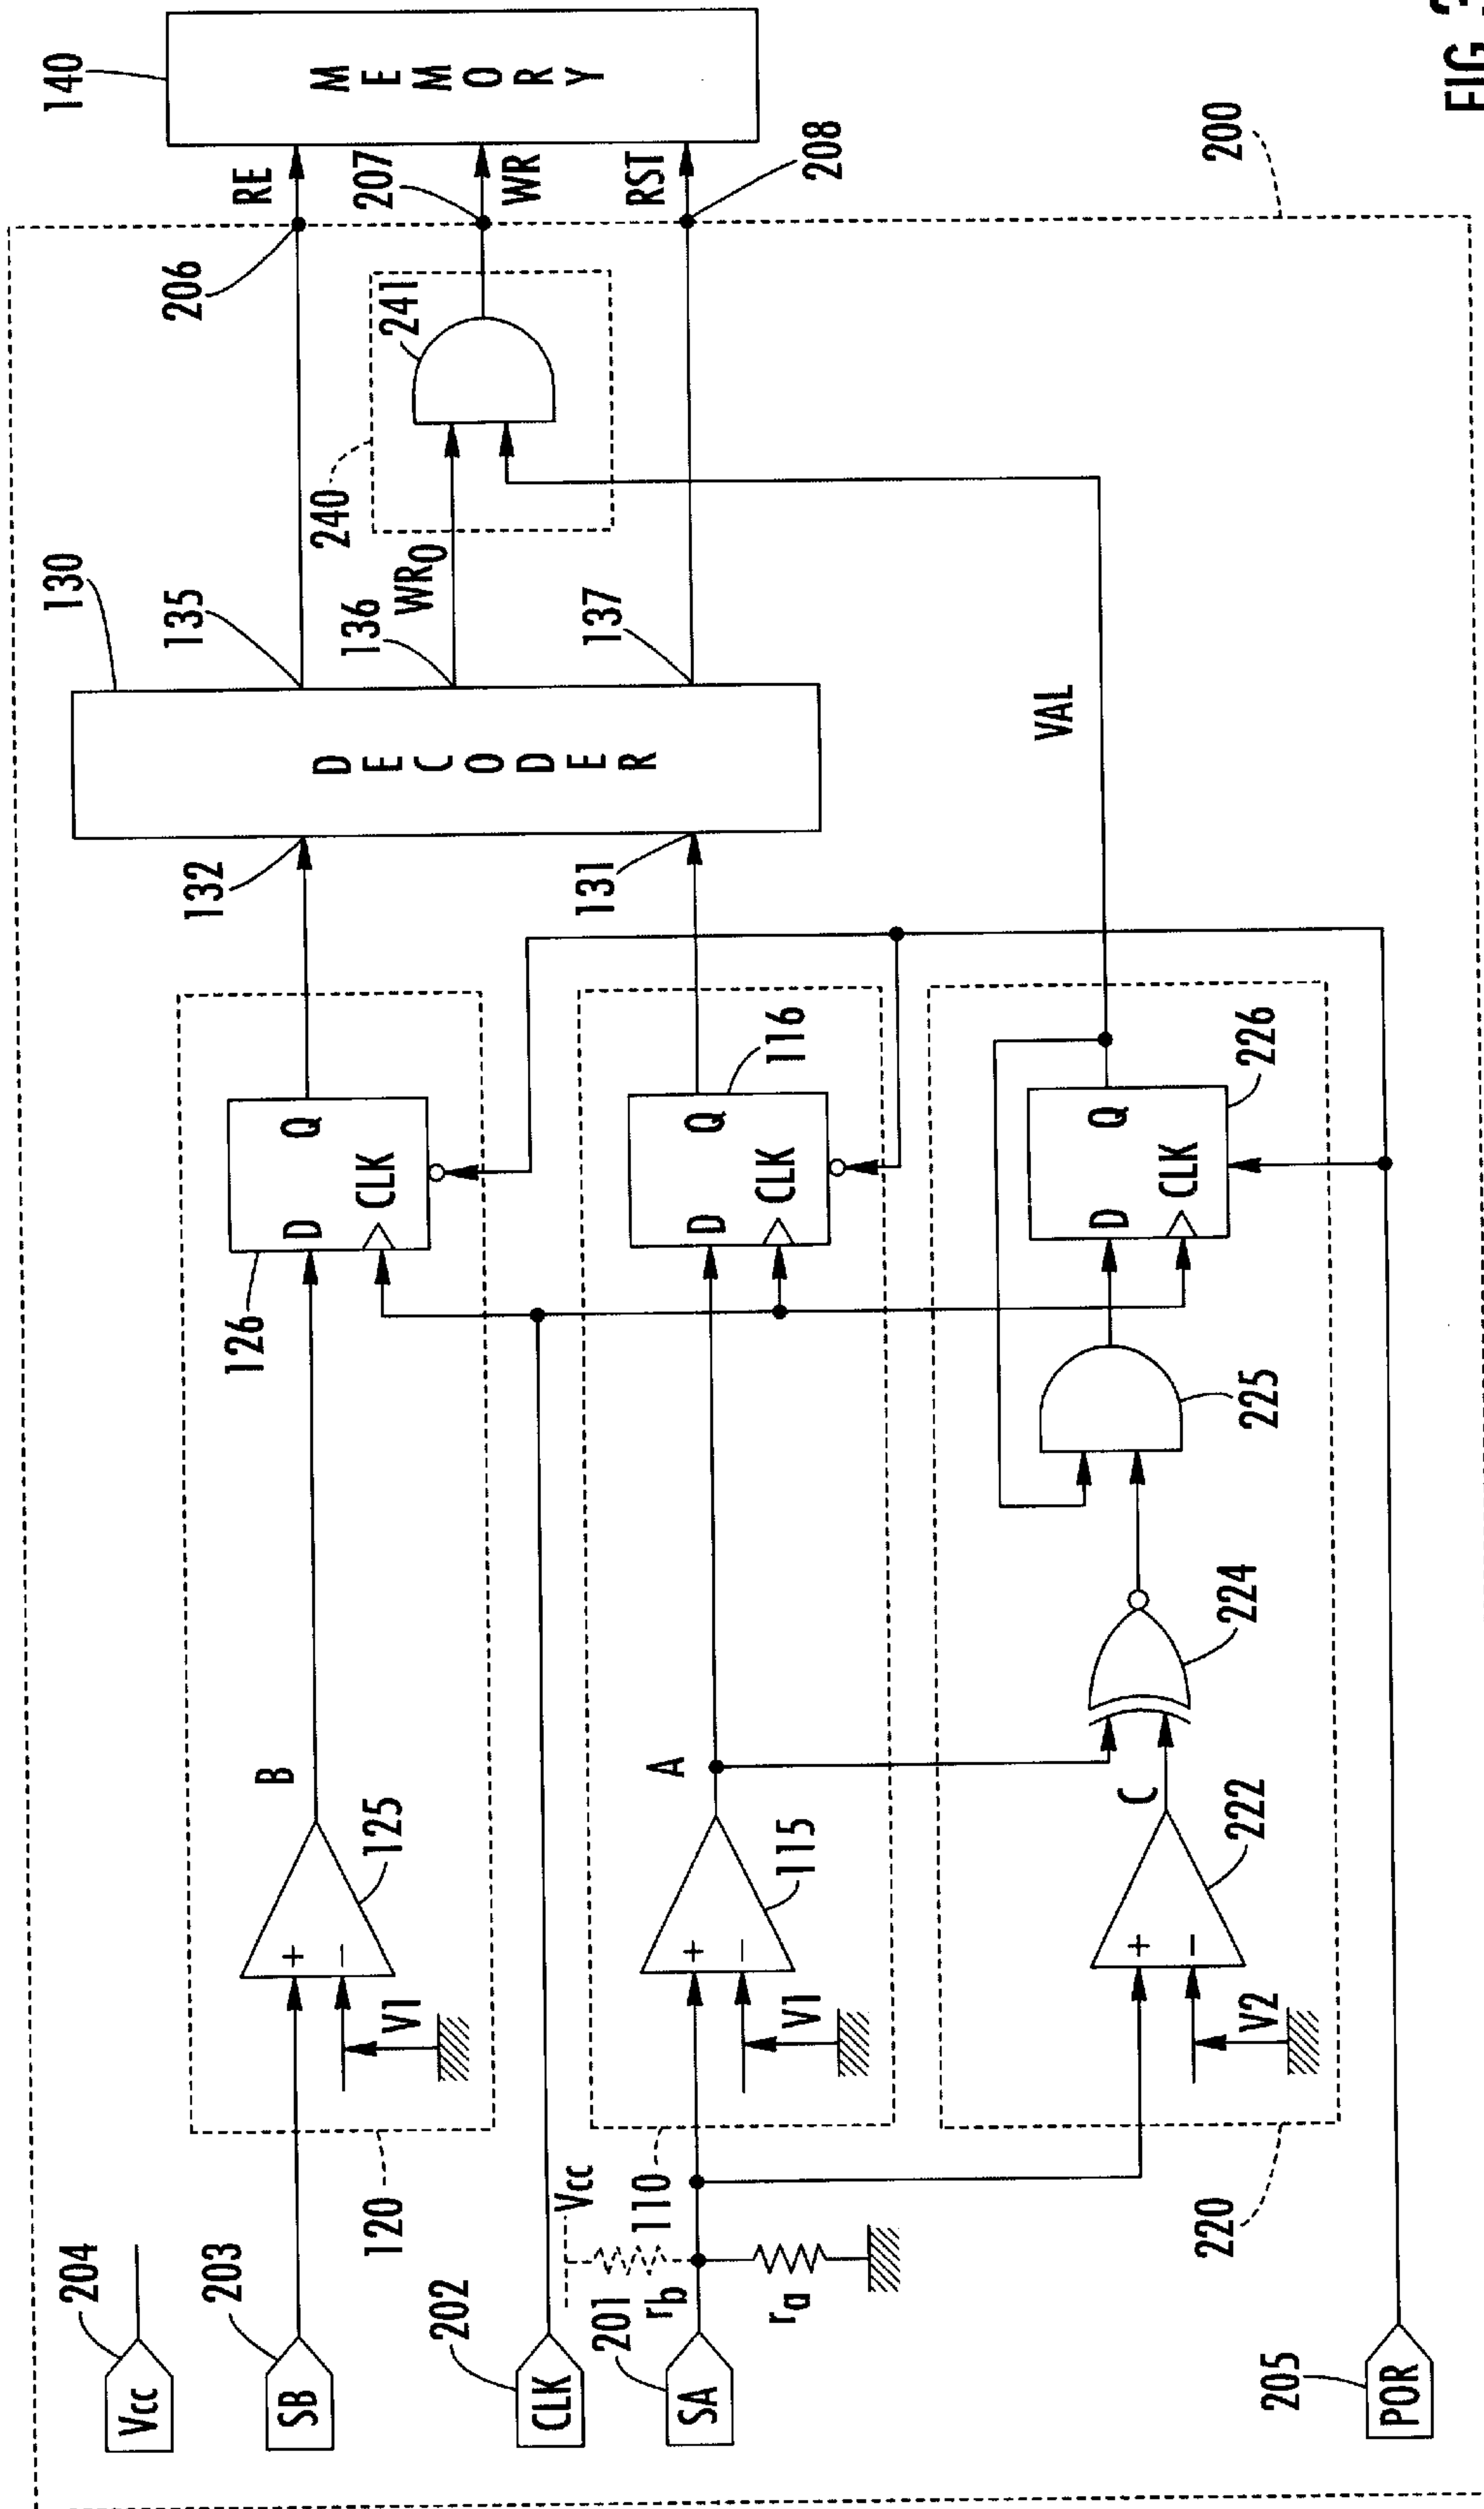 Vcc
204
SB
203
CLK
202
Vcc
rb
SA
201
ra
POR
205
120
+
−
V1
125
B
126
D
Q
CLK
110
+
−
V1
115
A
D
Q
CLK
116
220
+
−
V2
222
C
224
225
D
Q
CLK
226
VAL
132
131
DECODER
130
135
136
137
WR0
240
241
206
207
208
RE
WR
RST
MEMORY
140
200
FIG